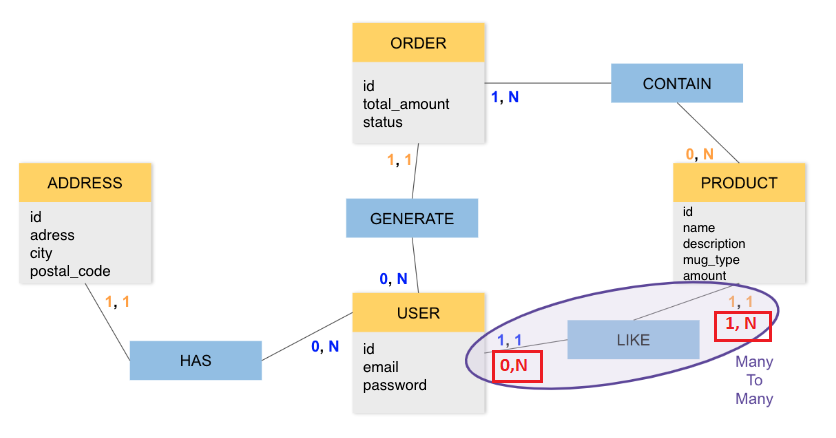 ORDER
id
total_amount
status
1, N
CONTAIN
1, 1
0, N
ADDRESS
id
adress
city
postal_code
GENERATE
PRODUCT
id
name
description
mug_type
amount
0, N
1, 1
USER
id
email
password
HAS
0, N
1, 1
0,N
LIKE
1, 1
1, N
Many
To
Many